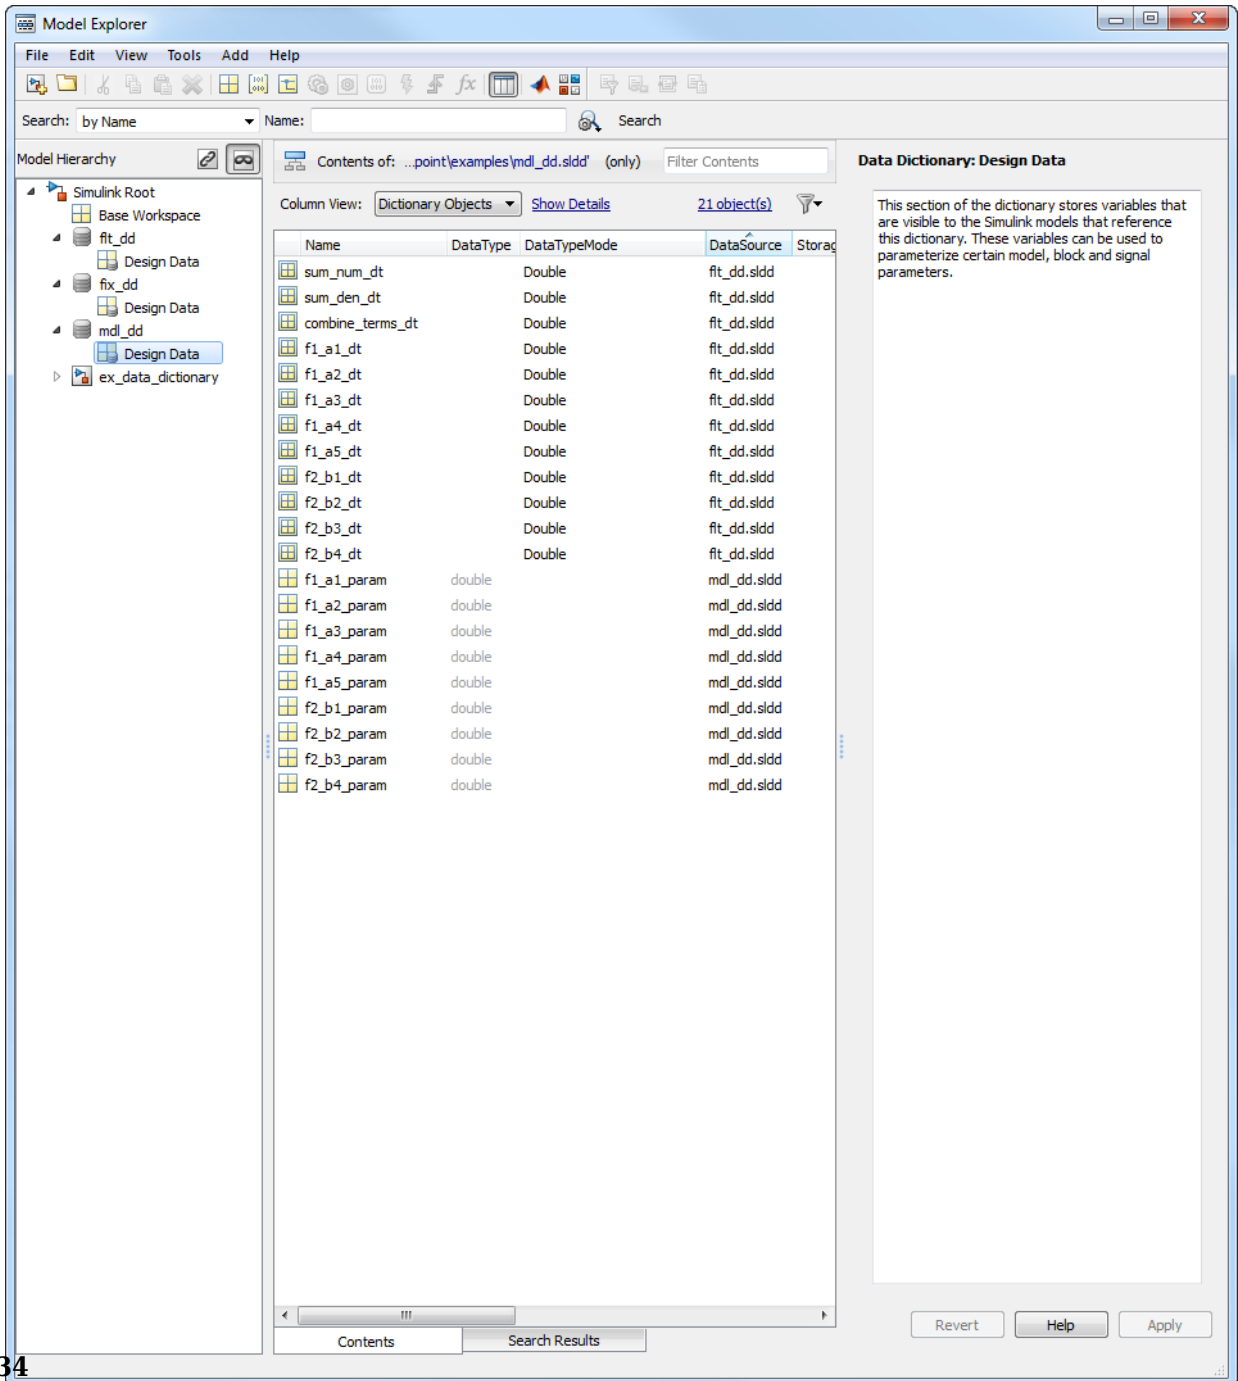 Model Explorer
File Edit View Tools Add Help
Search: by Name Name: Search
Model Hierarchy
Simulink Root
Base Workspace
flt_dd
Design Data
fix_dd
Design Data
mdl_dd
Design Data
ex_data_dictionary
Contents of: ...point\examples\mdl_dd.sldd' (only) Filter Contents
Column View: Dictionary Objects Show Details 21 object(s)
Name DataType DataTypeMode DataSource Storag
sum_num_dt Double flt_dd.sldd
sum_den_dt Double flt_dd.sldd
combine_terms_dt Double flt_dd.sldd
f1_a1_dt Double flt_dd.sldd
f1_a2_dt Double flt_dd.sldd
f1_a3_dt Double flt_dd.sldd
f1_a4_dt Double flt_dd.sldd
f1_a5_dt Double flt_dd.sldd
f2_b1_dt Double flt_dd.sldd
f2_b2_dt Double flt_dd.sldd
f2_b3_dt Double flt_dd.sldd
f2_b4_dt Double flt_dd.sldd
f1_a1_param double mdl_dd.sldd
f1_a2_param double mdl_dd.sldd
f1_a3_param double mdl_dd.sldd
f1_a4_param double mdl_dd.sldd
f1_a5_param double mdl_dd.sldd
f2_b1_param double mdl_dd.sldd
f2_b2_param double mdl_dd.sldd
f2_b3_param double mdl_dd.sldd
f2_b4_param double mdl_dd.sldd
Contents Search Results
Data Dictionary: Design Data
This section of the dictionary stores variables that
are visible to the Simulink models that reference
this dictionary. These variables can be used to
parameterize certain model, block and signal
parameters.
Revert Help Apply
34